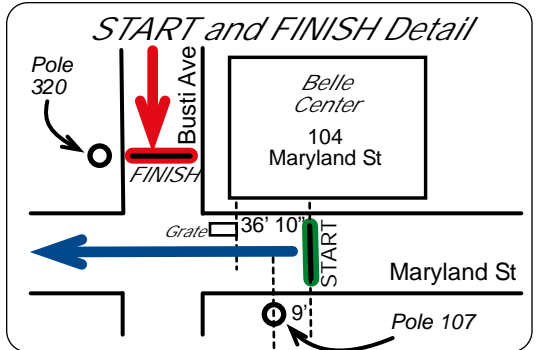 START and FINISH Detail
Pole
320
Busti Ave
Belle
Center
104
Maryland St
FINISH
Grate
36' 10"
START
Maryland St
9'
Pole 107